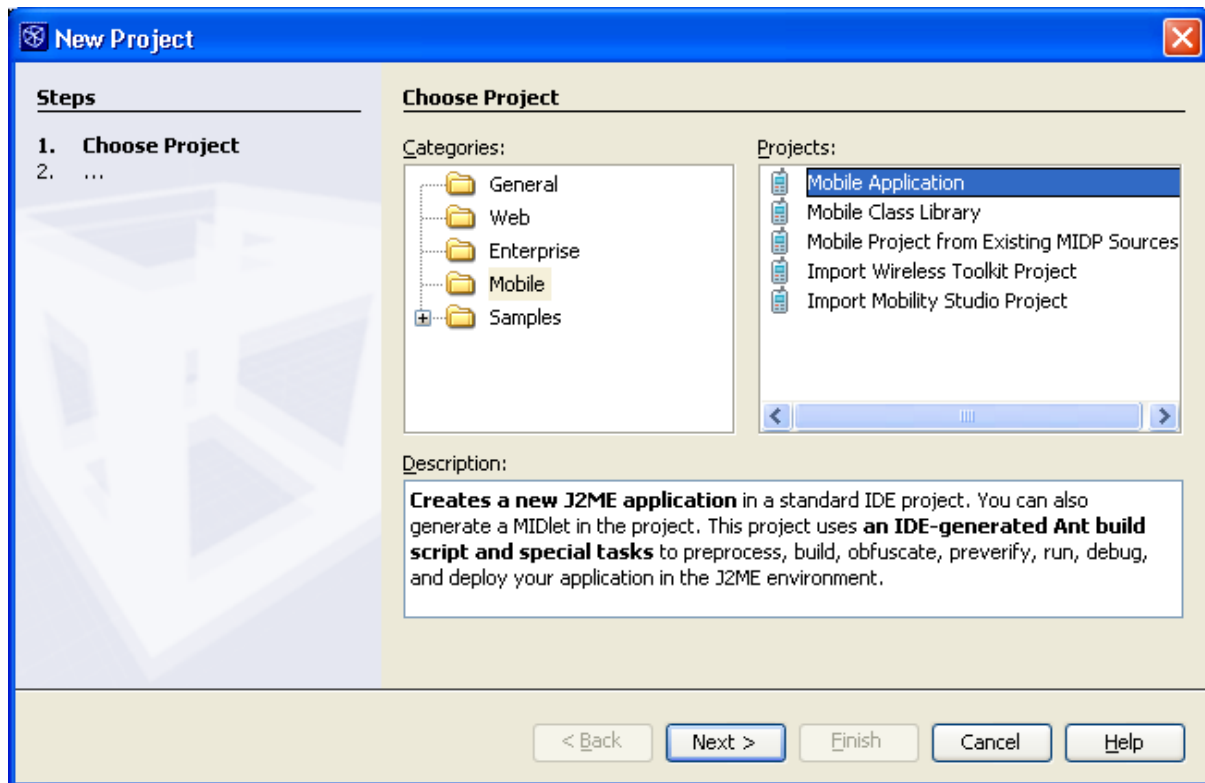 New Project
Steps
1. Choose Project
2. ...
Choose Project
Categories:
General
Web
Enterprise
Mobile
Samples
Projects:
Mobile Application
Mobile Class Library
Mobile Project from Existing MIDP Sources
Import Wireless Toolkit Project
Import Mobility Studio Project
Description:
Creates a new J2ME application in a standard IDE project. You can also
generate a MIDlet in the project. This project uses an IDE-generated Ant build
script and special tasks to preprocess, build, obfuscate, preverify, run, debug,
and deploy your application in the J2ME environment.
< Back Next > Finish Cancel Help